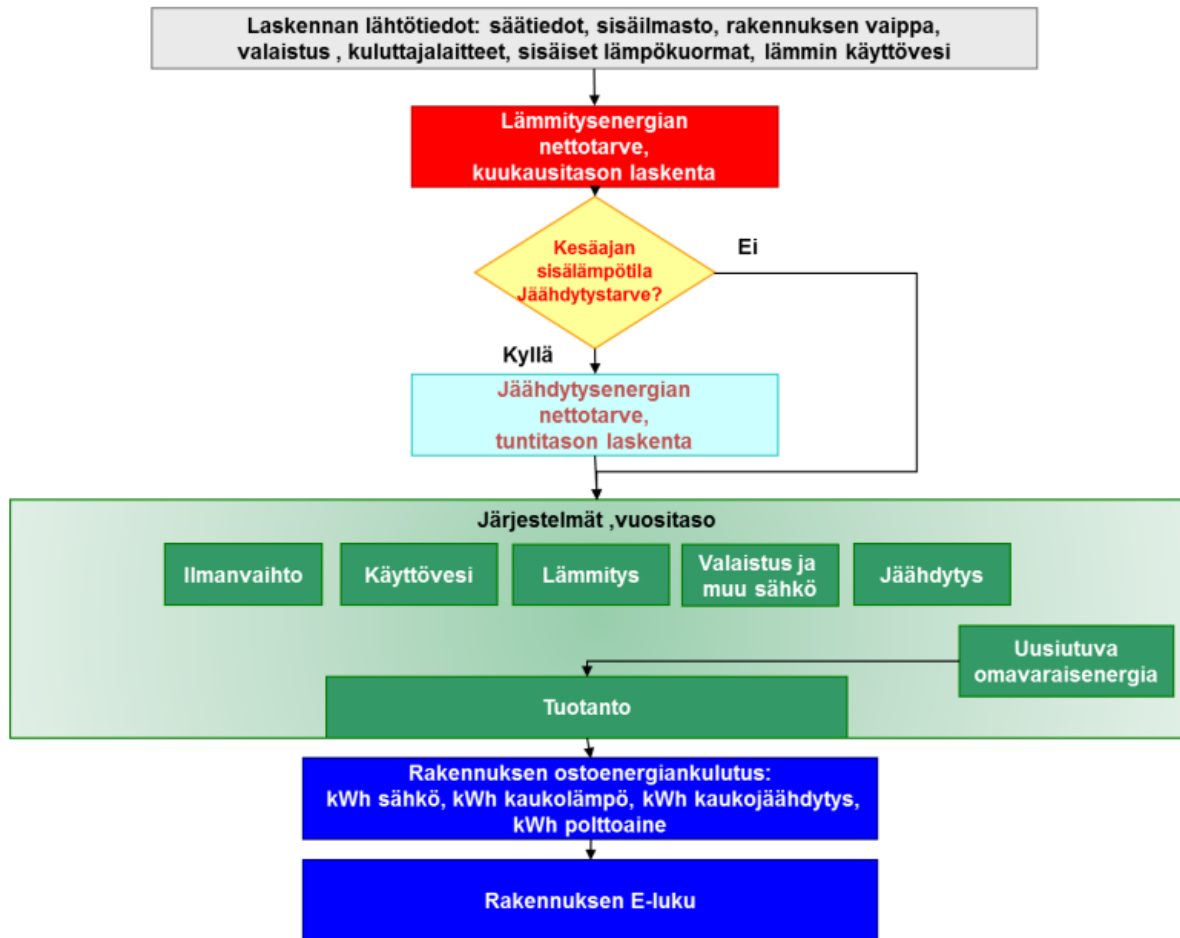 Laskennan lähtötiedot: säätiedot, sisäilmasto, rakennuksen vaippa,
valaistus , kuluttajalaitteet, sisäiset lämpökuormat, lämmin käyttövesi
Lämmitysenergian
nettotarve,
kuukausitason laskenta
Kesäajan
sisälämpötila
Jäähdytystarve?
Ei
Kyllä
Jäähdytysenergian
nettotarve,
tuntitason laskenta
Järjestelmät ,vuositaso
Ilmanvaihto
Käyttövesi
Lämmitys
Valaistus ja
muu sähkö
Jäähdytys
Uusiutuva
omavaraisenergia
Tuotanto
Rakennuksen ostoenergiankulutus:
kWh sähkö, kWh kaukolämpö, kWh kaukojäähdytys,
kWh polttoaine
Rakennuksen E-luku